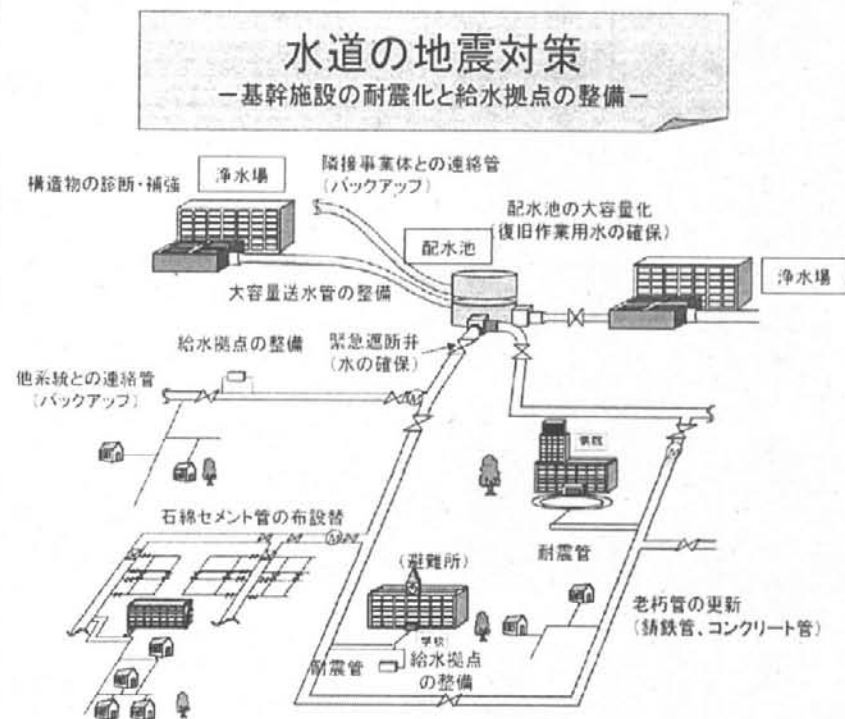 水道の地震対策
－基幹施設の耐震化と給水拠点の整備－
構造物の診断・補強
浄水場
隣接事業体との連絡管
(バックアップ)
配水池
配水池の大容量化
(復旧作業用水の確保)
浄水場
大容量送水管の整備
給水拠点の整備
緊急遮断弁
(水の確保)
他系統との連絡管
(バックアップ)
病院
石綿セメント管の布設替
(避難所)
耐震管
老朽管の更新
(鋳鉄管、コンクリート管)
学校
耐震管
給水拠点
の整備